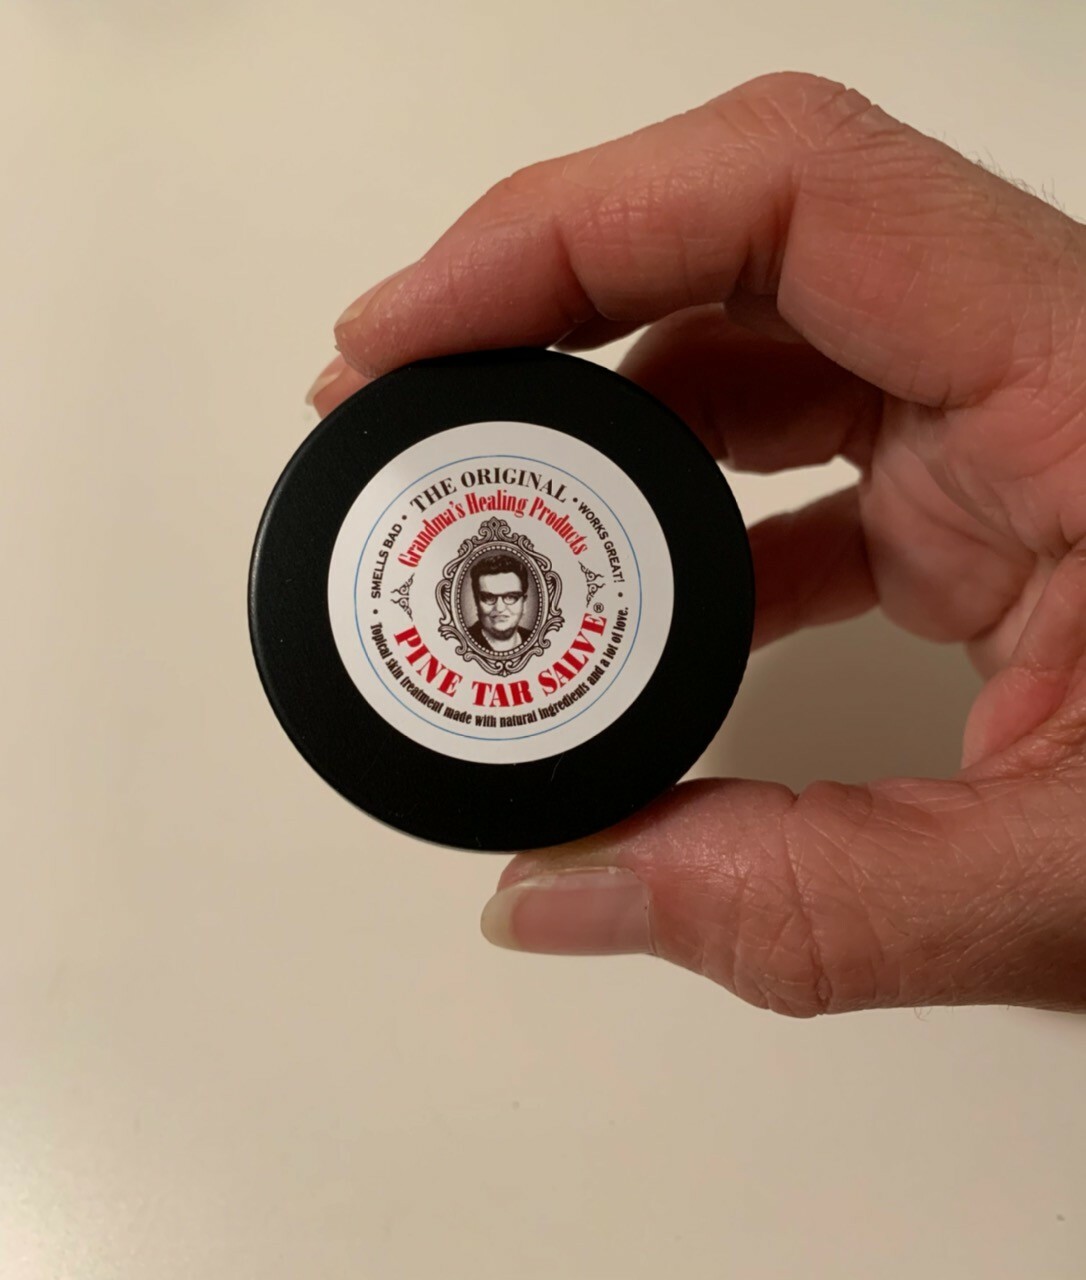 THE ORIGINAL
Grandma's Healing Products
• SMELLS BAD •
• WORKS GREAT! •
PINE TAR SALVE®
Topical skin treatment made with natural ingredients and a lot of love.